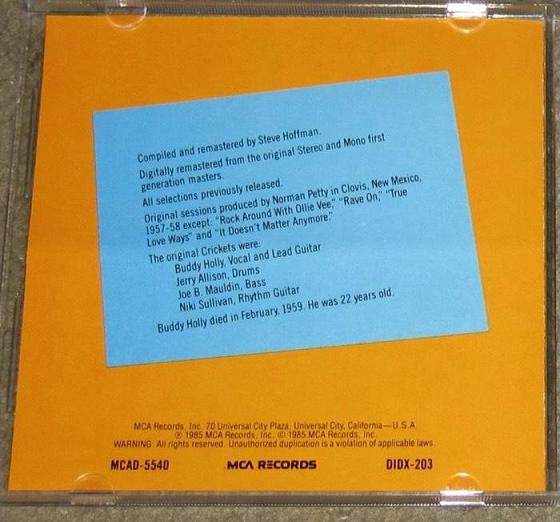 Compiled and remastered by Steve Hoffman.
Digitally remastered from the original Stereo and Mono first
generation masters.
All selections previously released.
Original sessions produced by Norman Petty in Clovis, New Mexico,
1957-58 except: "Rock Around With Ollie Vee," "Rave On," "True
Love Ways" and "It Doesn't Matter Anymore."
The original Crickets were:
Buddy Holly, Vocal and Lead Guitar
Jerry Allison, Drums
Joe B. Mauldin, Bass
Niki Sullivan, Rhythm Guitar
Buddy Holly died in February, 1959. He was 22 years old.
MCA Records, Inc. 70 Universal City Plaza, Universal City, California—U.S.A.
℗ 1985 MCA Records, Inc. © 1985 MCA Records, Inc.
WARNING: All rights reserved. Unauthorized duplication is a violation of applicable laws.
MCAD-5540 MCA RECORDS DIDX-203